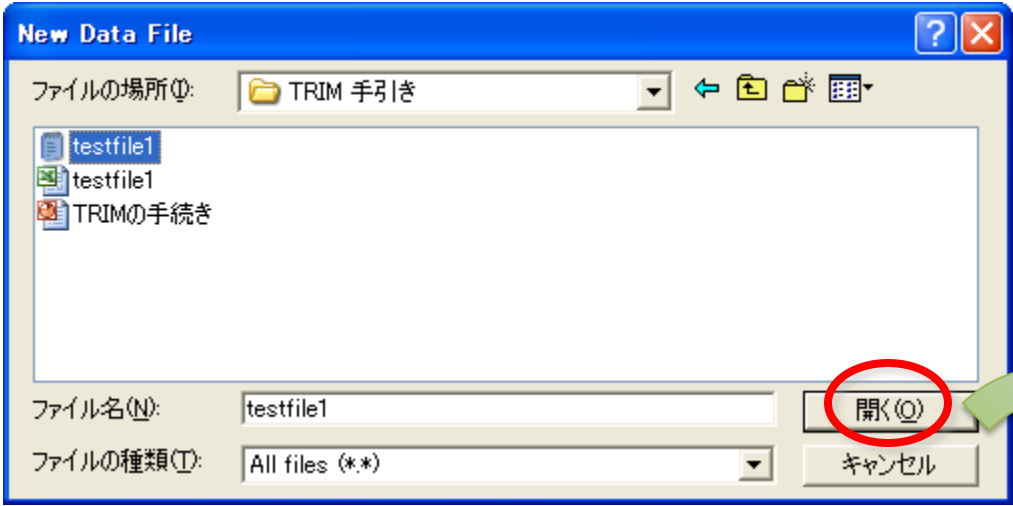 New Data File
ファイルの場所(I):
TRIM 手引き
testfile1
testfile1
TRIMの手続き
ファイル名(N):
testfile1
開く(O)
ファイルの種類(T):
All files (*.*)
キャンセル